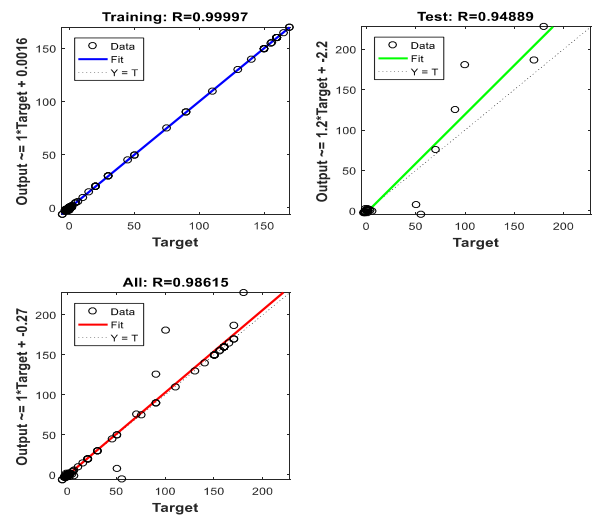 Training: R=0.99997
Output ~= 1*Target + 0.0016
Data
Fit
Y = T
150
100
50
0
0 50 100 150
Target
Test: R=0.94889
Output ~= 1.2*Target + -2.2
Data
Fit
Y = T
200
150
100
50
0
0 50 100 150 200
Target
All: R=0.98615
Output ~= 1*Target + -0.27
Data
Fit
Y = T
200
150
100
50
0
0 50 100 150 200
Target